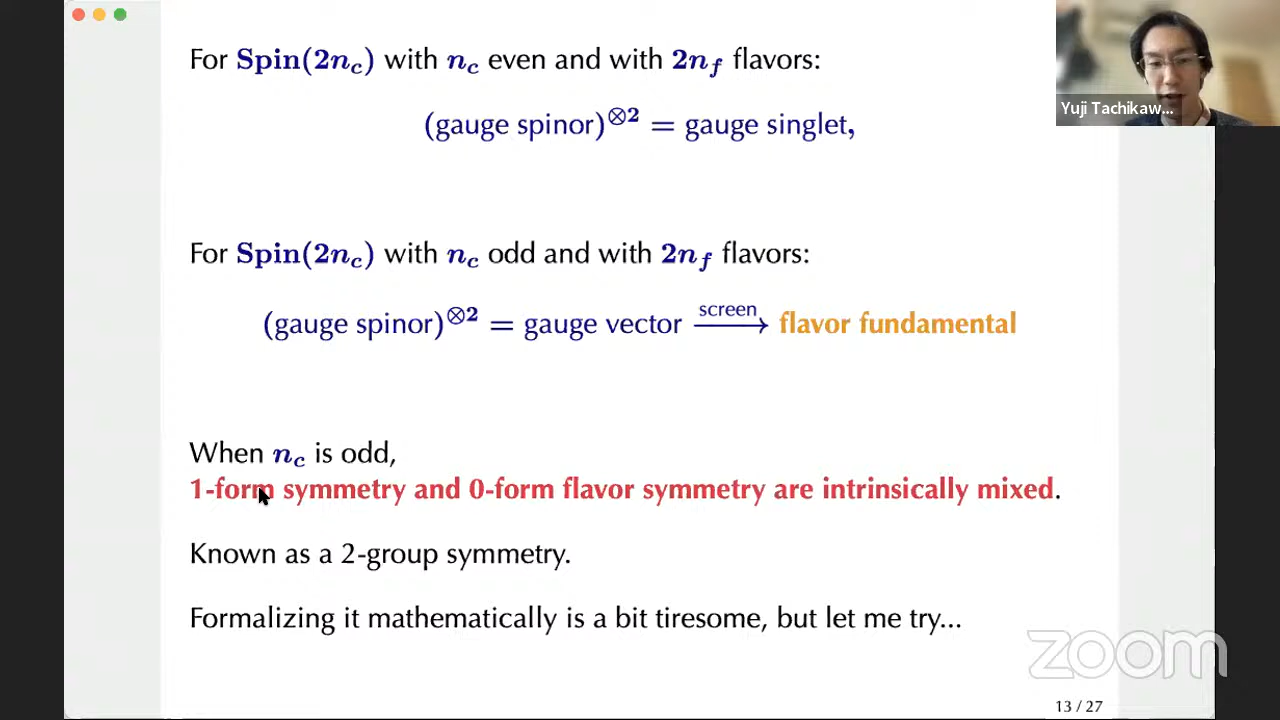 For Spin(2n_c) with n_c even and with 2n_f flavors:
(gauge spinor)^{⊗2} = gauge singlet,
Yuji Tachikaw...
For Spin(2n_c) with n_c odd and with 2n_f flavors:
(gauge spinor)^{⊗2} = gauge vector \xrightarrow{screen} flavor fundamental
When n_c is odd,
1-form symmetry and 0-form flavor symmetry are intrinsically mixed.
Known as a 2-group symmetry.
Formalizing it mathematically is a bit tiresome, but let me try...
zoom
13 / 27